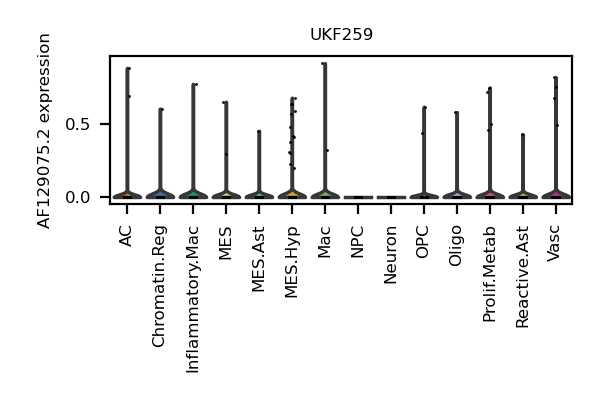 UKF259
AF129075.2 expression
0.5
0.0
AC
Chromatin.Reg
Inflammatory.Mac
MES
MES.Ast
MES.Hyp
Mac
NPC
Neuron
OPC
Oligo
Prolif.Metab
Reactive.Ast
Vasc